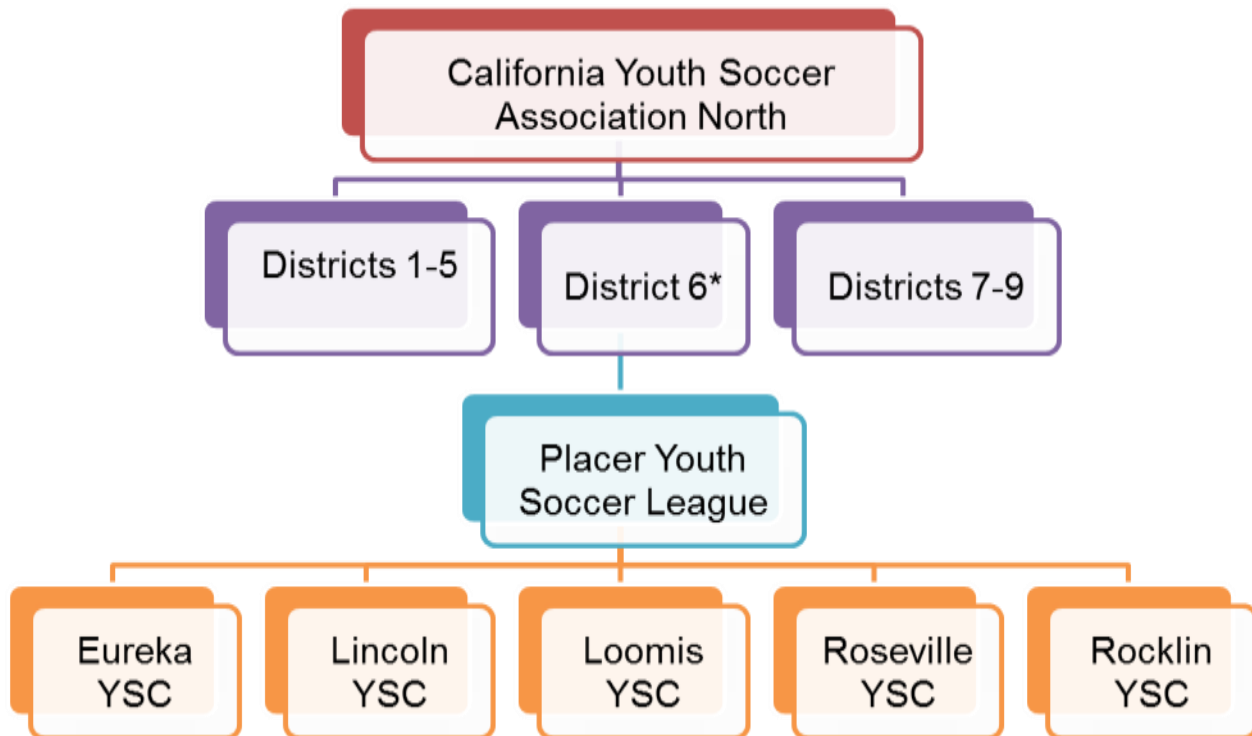 California Youth Soccer
Association North
Districts 1-5
District 6*
Districts 7-9
Placer Youth
Soccer League
Eureka
YSC
Lincoln
YSC
Loomis
YSC
Roseville
YSC
Rocklin
YSC